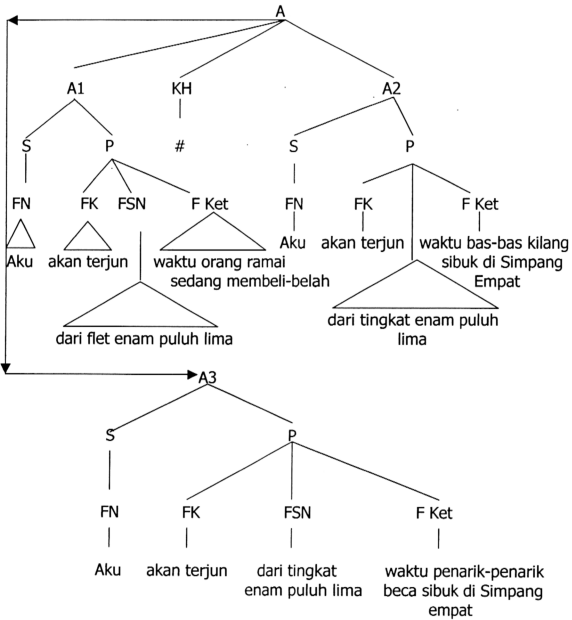 A
A1 KH A2
S P # S P
FN FK FSN F Ket FN FK F Ket
Aku akan terjun waktu bas-bas kilang
sibuk di Simpang
Empat
Aku akan terjun waktu orang ramai
sedang membeli-belah
dari tingkat enam puluh
lima
dari flet enam puluh lima
A3
S P
FN FK FSN F Ket
Aku akan terjun dari tingkat waktu penarik-penarik
enam puluh lima beca sibuk di Simpang
empat